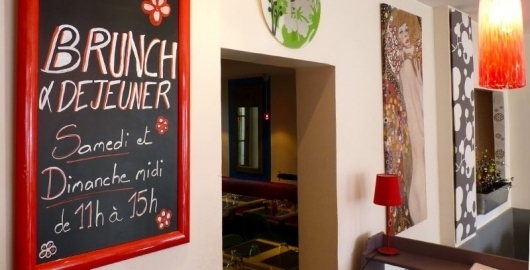 BRUNCH
& DEJEUNER
Samedi et
Dimanche midi
de 11h à 15h